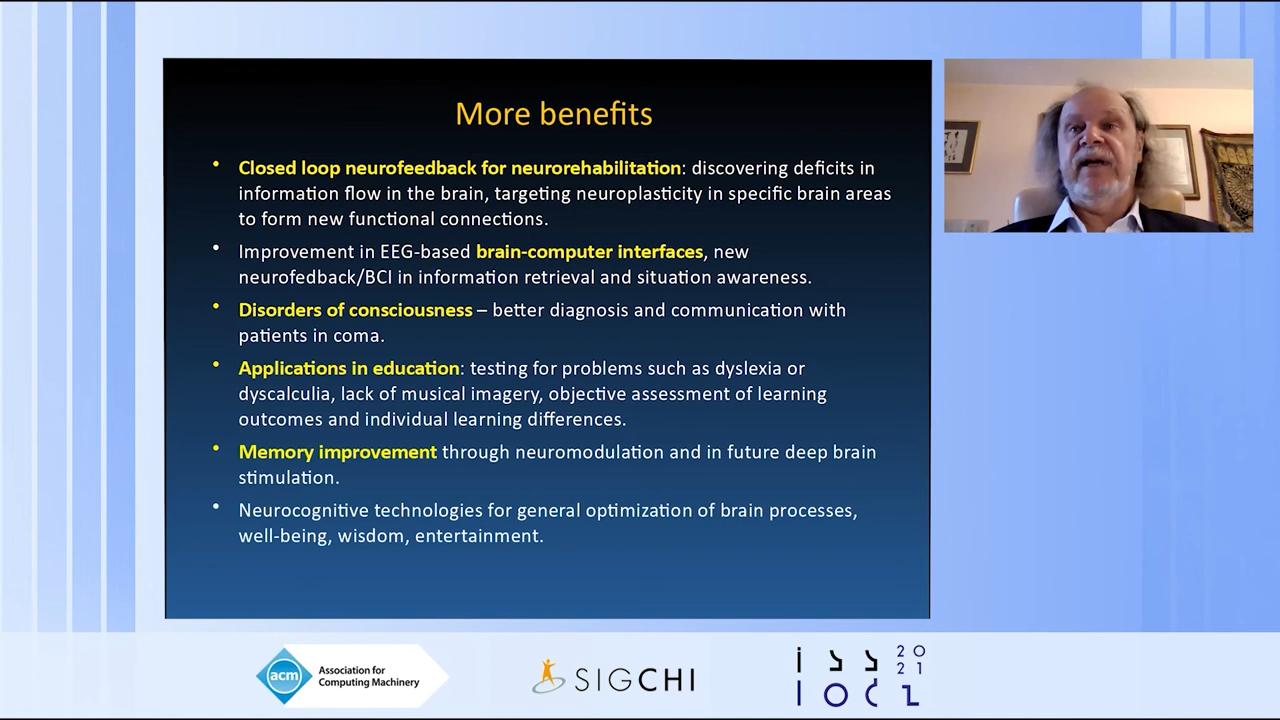 More benefits
• Closed loop neurofeedback for neurorehabilitation: discovering deficits in
information flow in the brain, targeting neuroplasticity in specific brain areas
to form new functional connections.
• Improvement in EEG-based brain-computer interfaces, new
neurofedback/BCI in information retrieval and situation awareness.
• Disorders of consciousness – better diagnosis and communication with
patients in coma.
• Applications in education: testing for problems such as dyslexia or
dyscalculia, lack of musical imagery, objective assessment of learning
outcomes and individual learning differences.
• Memory improvement through neuromodulation and in future deep brain
stimulation.
• Neurocognitive technologies for general optimization of brain processes,
well-being, wisdom, entertainment.
acm
Association for
Computing Machinery
SIGCHI
iss
20
21
lodz